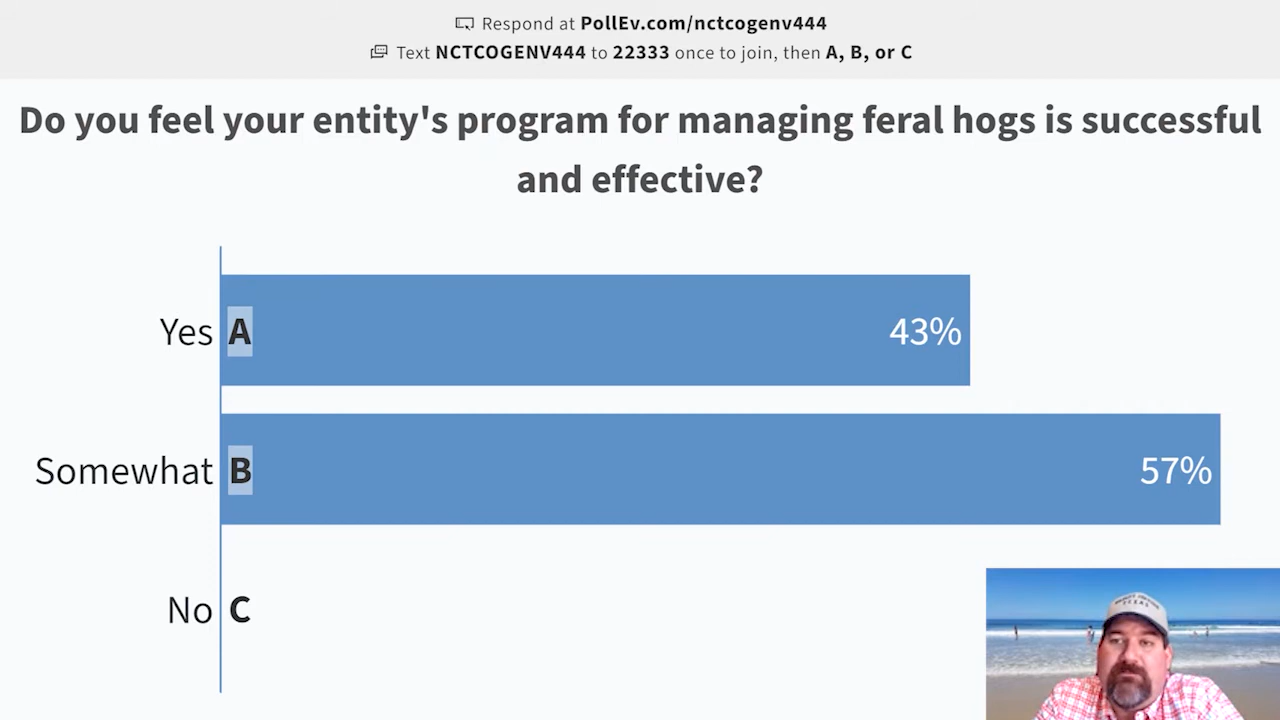 Respond at PollEv.com/nctcogenv444
Text NCTCOGENV444 to 22333 once to join, then A, B, or C
Do you feel your entity's program for managing feral hogs is successful
and effective?
Yes A 43%
Somewhat B 57%
No C
TEXAS